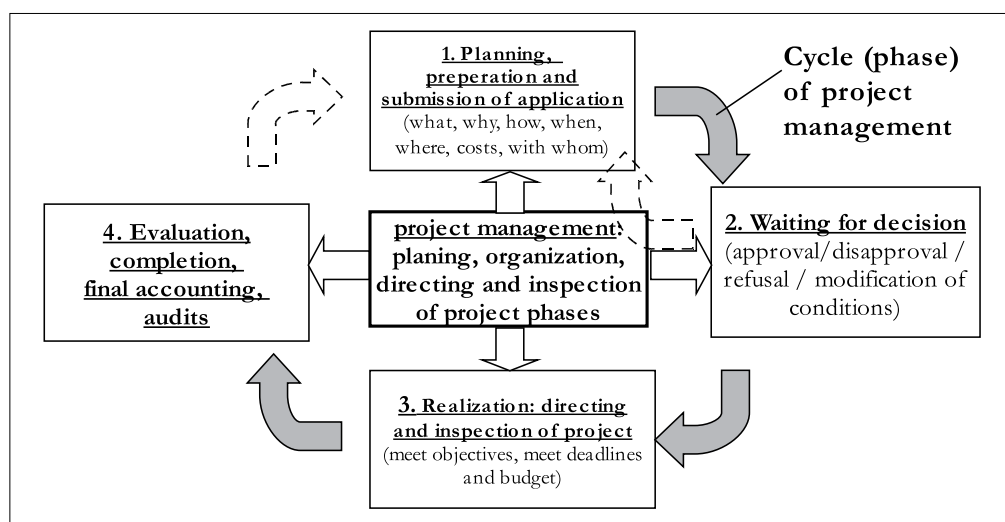 1. Planning,
preperation and
submission of application
(what, why, how, when,
where, costs, with whom)
Cycle (phase)
of project
management
4. Evaluation,
completion,
final accounting,
audits
project management:
planing, organization,
directing and inspection
of project phases
2. Waiting for decision
(approval/disapproval /
refusal / modification of
conditions)
3. Realization: directing
and inspection of project
(meet objectives, meet deadlines
and budget)